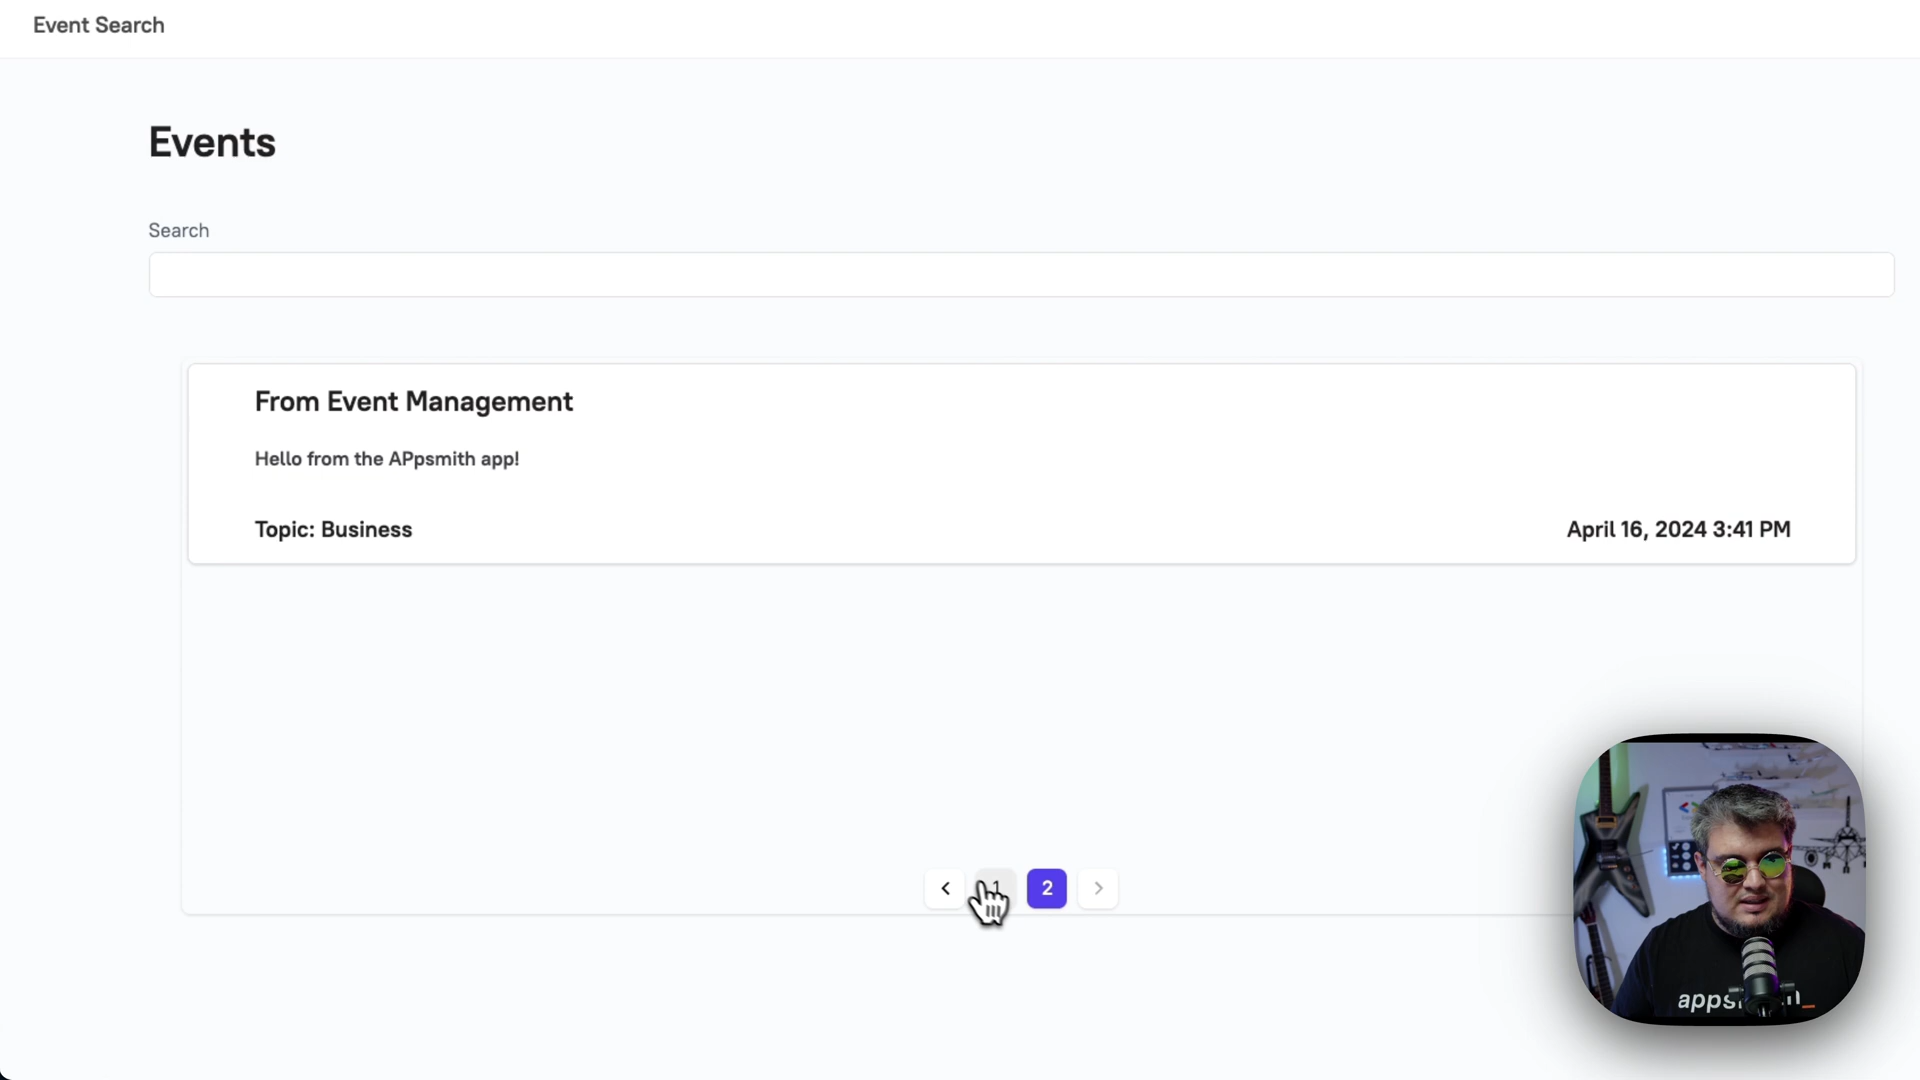 Event Search
Events
Search
From Event Management
Hello from the APpsmith app!
Topic: Business
April 16, 2024 3:41 PM
1
2